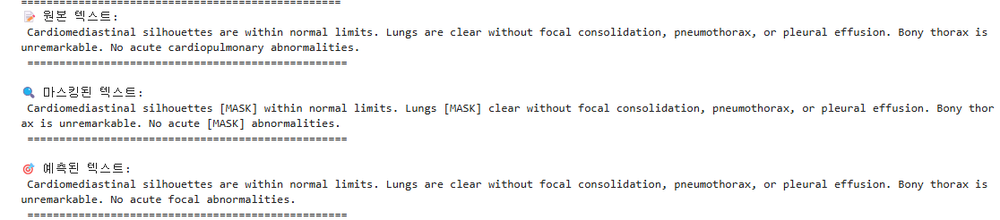 ==================================================
📝 원본 텍스트:
Cardiomediastinal silhouettes are within normal limits. Lungs are clear without focal consolidation, pneumothorax, or pleural effusion. Bony thorax is
unremarkable. No acute cardiopulmonary abnormalities.
==================================================
🔍 마스킹된 텍스트:
Cardiomediastinal silhouettes [MASK] within normal limits. Lungs [MASK] clear without focal consolidation, pneumothorax, or pleural effusion. Bony thor
ax is unremarkable. No acute [MASK] abnormalities.
==================================================
🎯 예측된 텍스트:
Cardiomediastinal silhouettes are within normal limits. Lungs are clear without focal consolidation, pneumothorax, or pleural effusion. Bony thorax is
unremarkable. No acute focal abnormalities.
==================================================